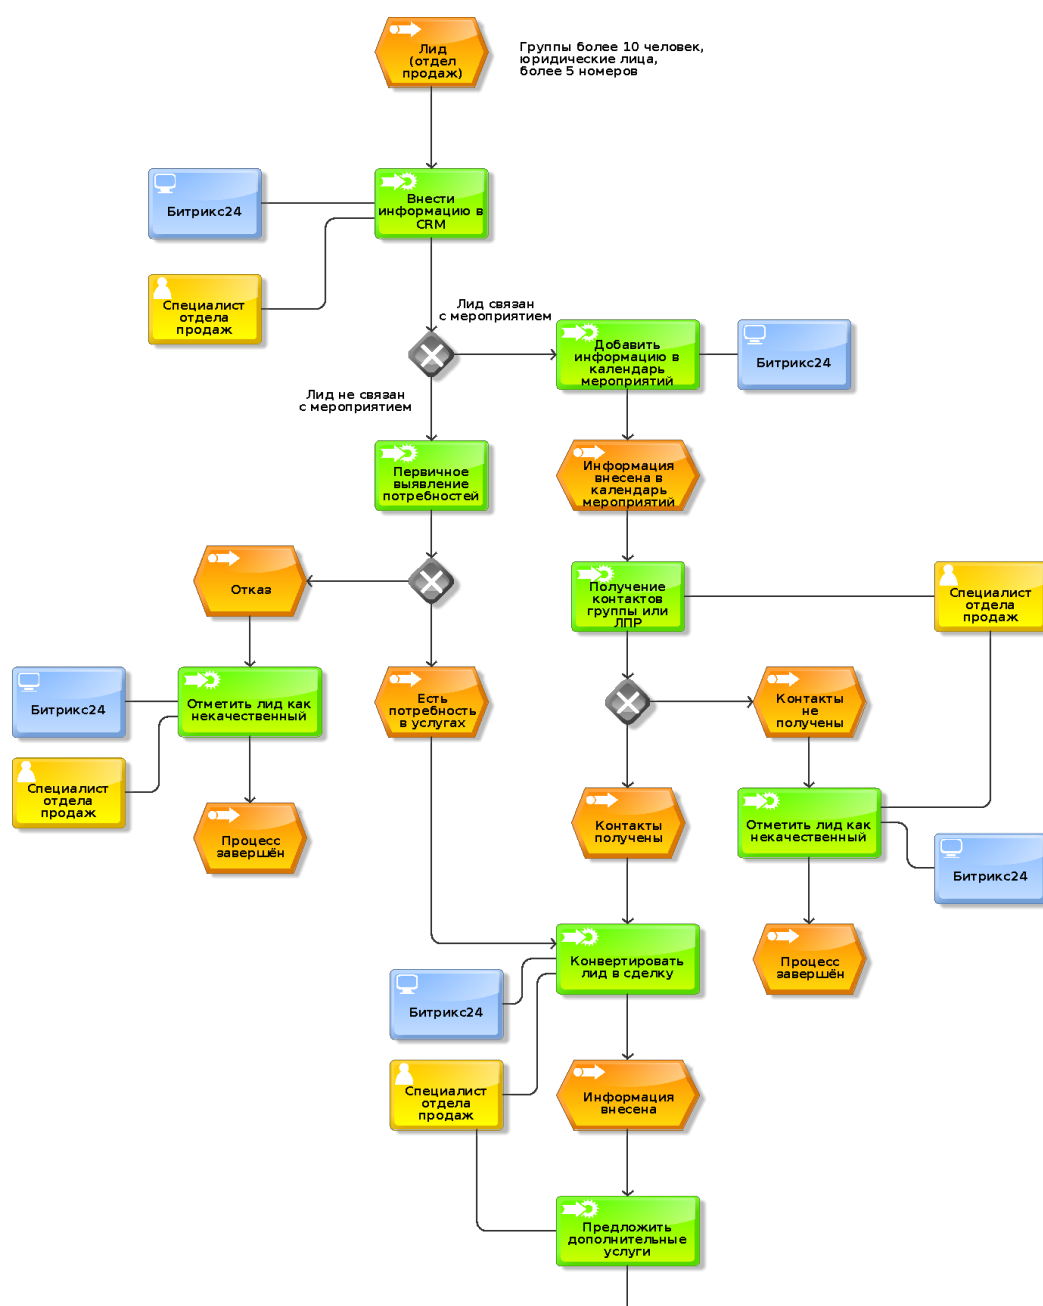 Лид
(отдел
продаж)
Группы более 10 человек,
юридические лица,
более 5 номеров
Битрикс24
Внести
информацию в
CRM
Специалист
отдела
продаж
Лид связан
с мероприятием
Добавить
информацию в
календарь
мероприятий
Битрикс24
Лид не связан
с мероприятием
Первичное
выявление
потребностей
Информация
внесена в
календарь
мероприятий
Отказ
Получение
контактов
группы или
ЛПР
Специалист
отдела
продаж
Битрикс24
Отметить лид как
некачественный
Есть
потребность
в услугах
Контакты
не
получены
Специалист
отдела
продаж
Процесс
завершён
Контакты
получены
Отметить лид как
некачественный
Битрикс24
Конвертировать
лид в сделку
Процесс
завершён
Битрикс24
Специалист
отдела
продаж
Информация
внесена
Предложить
дополнительные
услуги